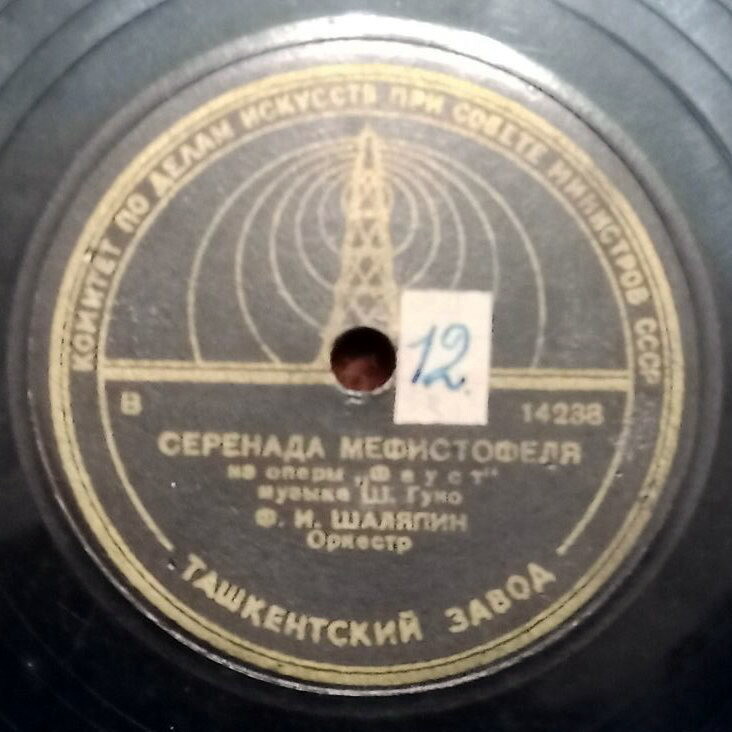 КОМИТЕТ ПО ДЕЛАМ ИСКУССТВ ПРИ СОВЕТЕ МИНИСТРОВ СССР
12.
В 14238
СЕРЕНАДА МЕФИСТОФЕЛЯ
из оперы „Фауст“
музыка Ш. Гуно
Ф. И. ШАЛЯПИН
Оркестр
ТАШКЕНТСКИЙ ЗАВОД